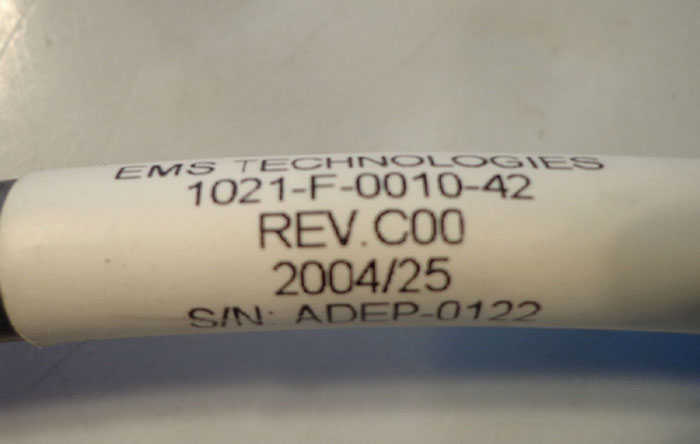 EMS TECHNOLOGIES
1021-F-0010-42
REV.C00
2004/25
S/N: ADEP-0122